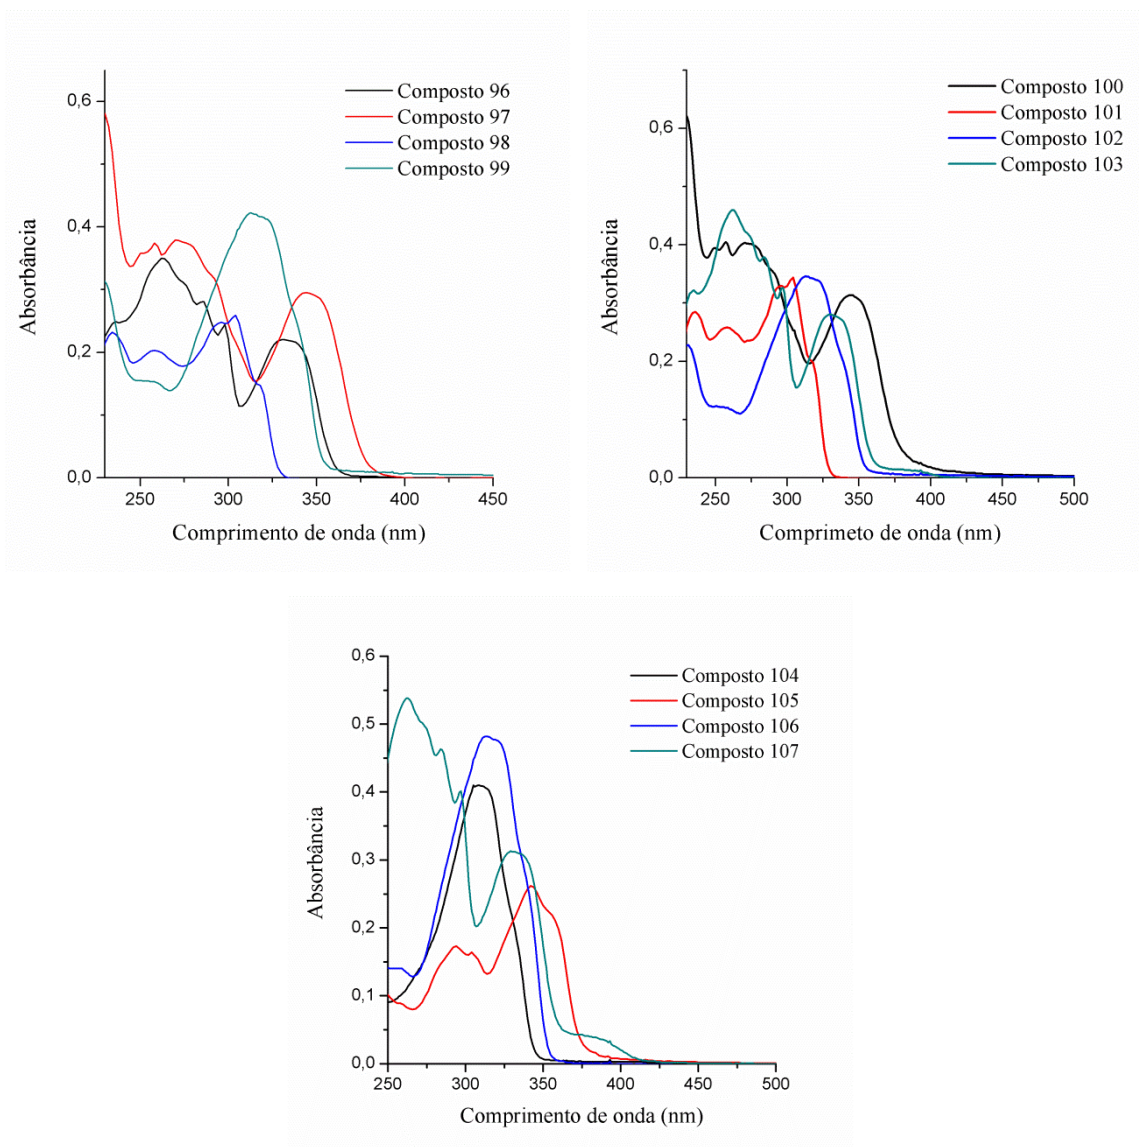 Composto 96
Composto 97
Composto 98
Composto 99
0,6
0,4
0,2
0,0
250 300 350 400 450
Absorbância
Comprimento de onda (nm)
Composto 100
Composto 101
Composto 102
Composto 103
0,6
0,4
0,2
0,0
250 300 350 400 450 500
Absorbância
Comprimeto de onda (nm)
Composto 104
Composto 105
Composto 106
Composto 107
0,6
0,5
0,4
0,3
0,2
0,1
0,0
250 300 350 400 450 500
Absorbância
Comprimento de onda (nm)